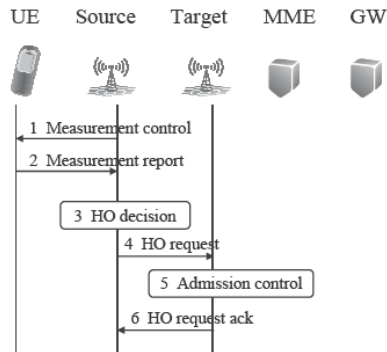 UE Source Target MME GW
1 Measurement control
2 Measurement report
3 HO decision
4 HO request
5 Admission control
6 HO request ack